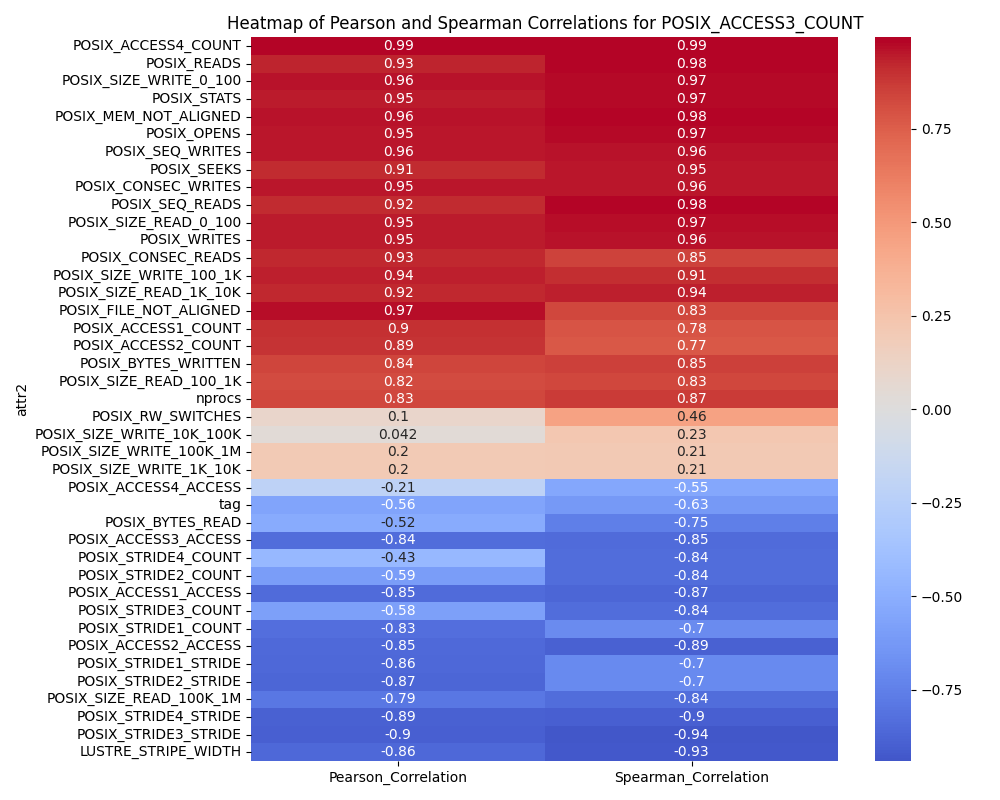 Heatmap of Pearson and Spearman Correlations for POSIX_ACCESS3_COUNT
POSIX_ACCESS4_COUNT 0.99 0.99
POSIX_READS 0.93 0.98
POSIX_SIZE_WRITE_0_100 0.96 0.97
POSIX_STATS 0.95 0.97
POSIX_MEM_NOT_ALIGNED 0.96 0.98
POSIX_OPENS 0.95 0.97
POSIX_SEQ_WRITES 0.96 0.96
POSIX_SEEKS 0.91 0.95
POSIX_CONSEC_WRITES 0.95 0.96
POSIX_SEQ_READS 0.92 0.98
POSIX_SIZE_READ_0_100 0.95 0.97
POSIX_WRITES 0.95 0.96
POSIX_CONSEC_READS 0.93 0.85
POSIX_SIZE_WRITE_100_1K 0.94 0.91
POSIX_SIZE_READ_1K_10K 0.92 0.94
POSIX_FILE_NOT_ALIGNED 0.97 0.83
POSIX_ACCESS1_COUNT 0.9 0.78
POSIX_ACCESS2_COUNT 0.89 0.77
POSIX_BYTES_WRITTEN 0.84 0.85
POSIX_SIZE_READ_100_1K 0.82 0.83
nprocs 0.83 0.87
POSIX_RW_SWITCHES 0.1 0.46
POSIX_SIZE_WRITE_10K_100K 0.042 0.23
POSIX_SIZE_WRITE_100K_1M 0.2 0.21
POSIX_SIZE_WRITE_1K_10K 0.2 0.21
POSIX_ACCESS4_ACCESS -0.21 -0.55
tag -0.56 -0.63
POSIX_BYTES_READ -0.52 -0.75
POSIX_ACCESS3_ACCESS -0.84 -0.85
POSIX_STRIDE4_COUNT -0.43 -0.84
POSIX_STRIDE2_COUNT -0.59 -0.84
POSIX_ACCESS1_ACCESS -0.85 -0.87
POSIX_STRIDE3_COUNT -0.58 -0.84
POSIX_STRIDE1_COUNT -0.83 -0.7
POSIX_ACCESS2_ACCESS -0.85 -0.89
POSIX_STRIDE1_STRIDE -0.86 -0.7
POSIX_STRIDE2_STRIDE -0.87 -0.7
POSIX_SIZE_READ_100K_1M -0.79 -0.84
POSIX_STRIDE4_STRIDE -0.89 -0.9
POSIX_STRIDE3_STRIDE -0.9 -0.94
LUSTRE_STRIPE_WIDTH -0.86 -0.93
attr2
Pearson_Correlation Spearman_Correlation
0.75
0.50
0.25
0.00
−0.25
−0.50
−0.75